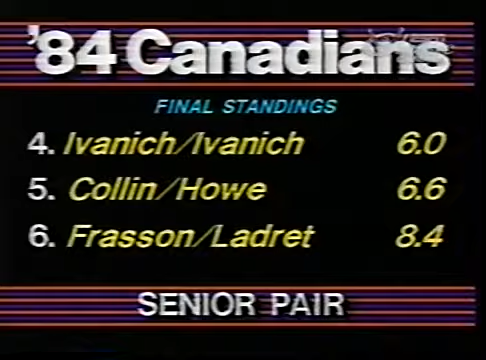 '84 Canadians
FINAL STANDINGS
4. Ivanich/Ivanich 6.0
5. Collin/Howe 6.6
6. Frasson/Ladret 8.4
SENIOR PAIR